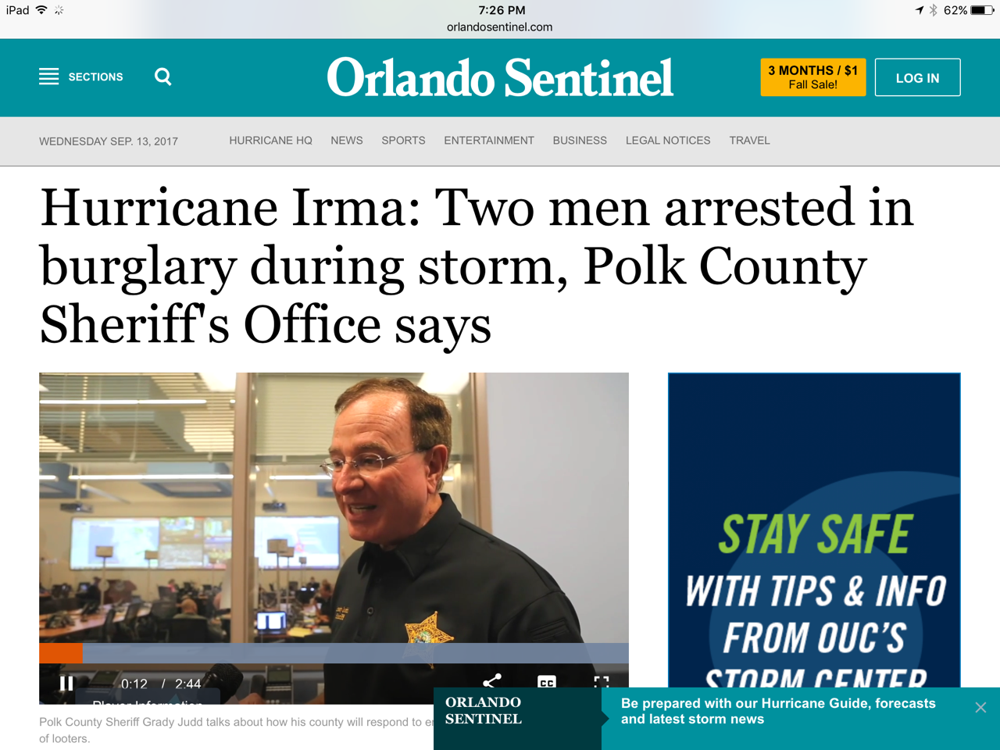 iPad
7:26 PM
62%
orlandosentinel.com
SECTIONS
Orlando Sentinel
3 MONTHS / $1
Fall Sale!
LOG IN
WEDNESDAY SEP. 13, 2017
HURRICANE HQ NEWS SPORTS ENTERTAINMENT BUSINESS LEGAL NOTICES TRAVEL
Hurricane Irma: Two men arrested in
burglary during storm, Polk County
Sheriff's Office says
STAY SAFE
WITH TIPS & INFO
FROM OUC'S
STORM CENTER
0:12 / 2:44
CC
Player Information
Polk County Sheriff Grady Judd talks about how his county will respond to
of looters.
ORLANDO
SENTINEL
Be prepared with our Hurricane Guide, forecasts
and latest storm news